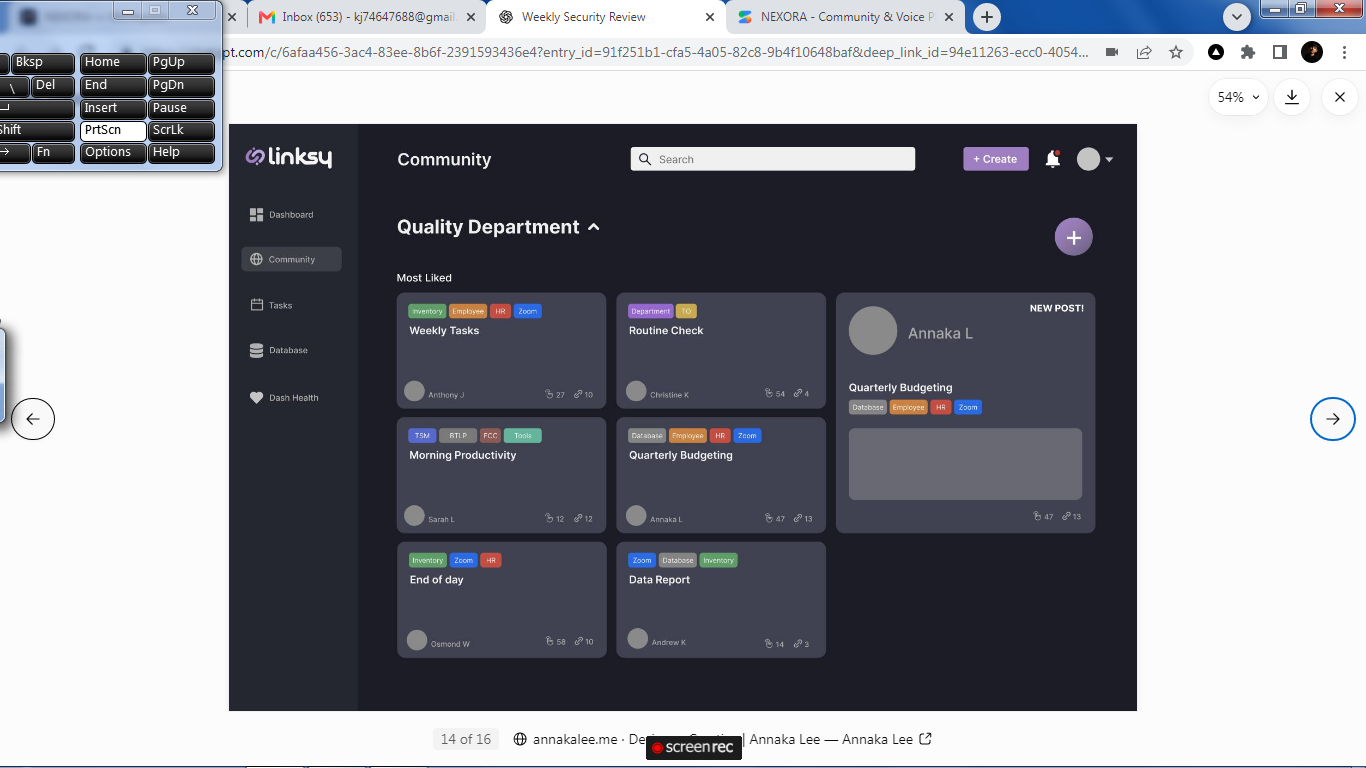 Inbox (653) - kj74647688@gmail.
Weekly Security Review
NEXORA - Community & Voice P
pt.com/c/6afaa456-3ac4-83ee-8b6f-2391593436e4?entry_id=91f251b1-cfa5-4a05-82c8-9b4f10648baf&deep_link_id=94e11263-ecc0-4054...
Bksp Home PgUp
\ Del End PgDn
Insert Pause
Shift PrtScn ScrLk
Fn Options Help
54%
linksy
Community
Search
+ Create
Dashboard
Community
Tasks
Database
Dash Health
Quality Department
+
Most Liked
Inventory Employee HR Zoom
Weekly Tasks
Anthony J 27 10
Department TO
Routine Check
Christine K 54 4
NEW POST!
Annaka L
Quarterly Budgeting
Database Employee HR Zoom
47 13
TSM BTLP FCC Tools
Morning Productivity
Sarah L 12 12
Database Employee HR Zoom
Quarterly Budgeting
Annaka L 47 13
Inventory Zoom HR
End of day
Osmond W 58 10
Zoom Database Inventory
Data Report
Andrew K 14 3
14 of 16
annakalee.me · | Annaka Lee — Annaka Lee
screenrec